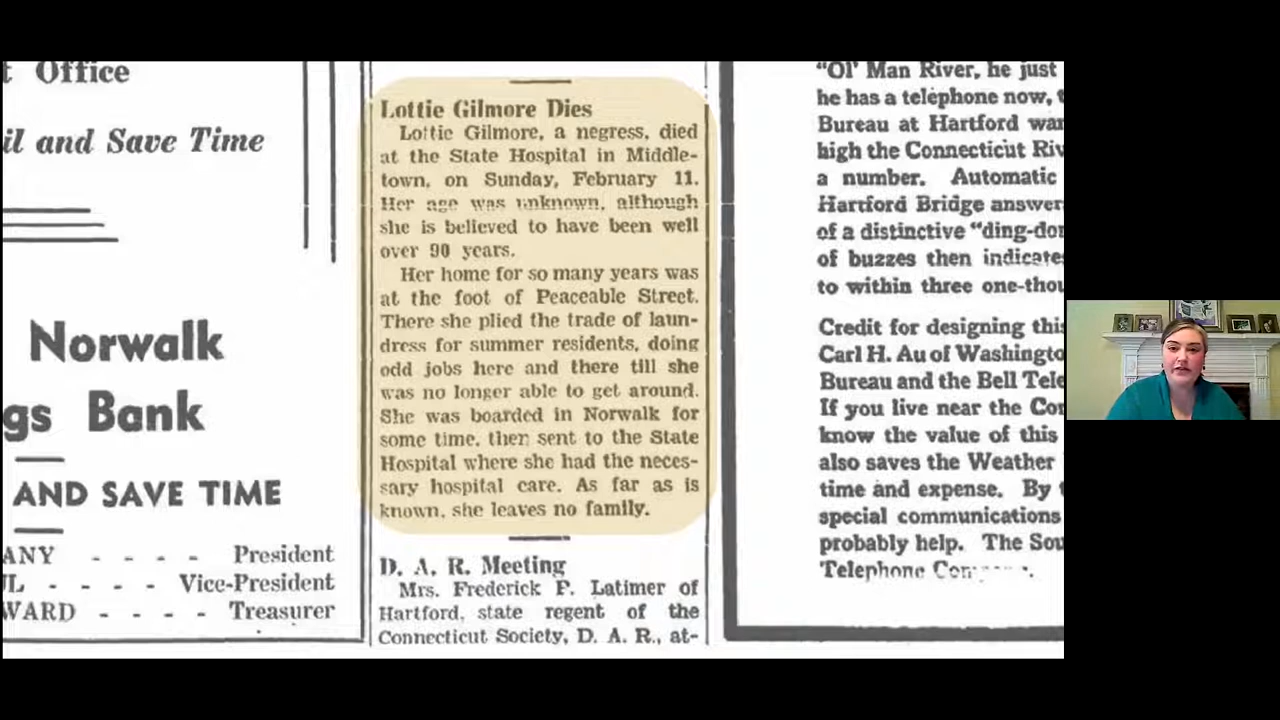 t Office
il and Save Time
Norwalk
gs Bank
AND SAVE TIME
ANY - - - - President
UL - - - - Vice-President
WARD - - - - Treasurer
Lottie Gilmore Dies
Lottie Gilmore, a negress, died
at the State Hospital in Middle-
town, on Sunday, February 11.
Her age was unknown, although
she is believed to have been well
over 90 years.
Her home for so many years was
at the foot of Peaceable Street.
There she plied the trade of laun-
dress for summer residents, doing
odd jobs here and there till she
was no longer able to get around.
She was boarded in Norwalk for
some time, then sent to the State
Hospital where she had the neces-
sary hospital care. As far as is
known, she leaves no family.
D. A. R. Meeting
Mrs. Frederick P. Latimer of
Hartford, state regent of the
Connecticut Society, D. A. R., at-
"Ol' Man River, he just
he has a telephone now, t
Bureau at Hartford wan
high the Connecticut Riv
a number. Automatic
Hartford Bridge answer
of a distinctive "ding-don
of buzzes then indicates
to within three one-thou
Credit for designing this
Carl H. Au of Washingto
Bureau and the Bell Tele
If you live near the Con
know the value of this
also saves the Weather
time and expense. By t
special communications
probably help. The Sou
Telephone Company.